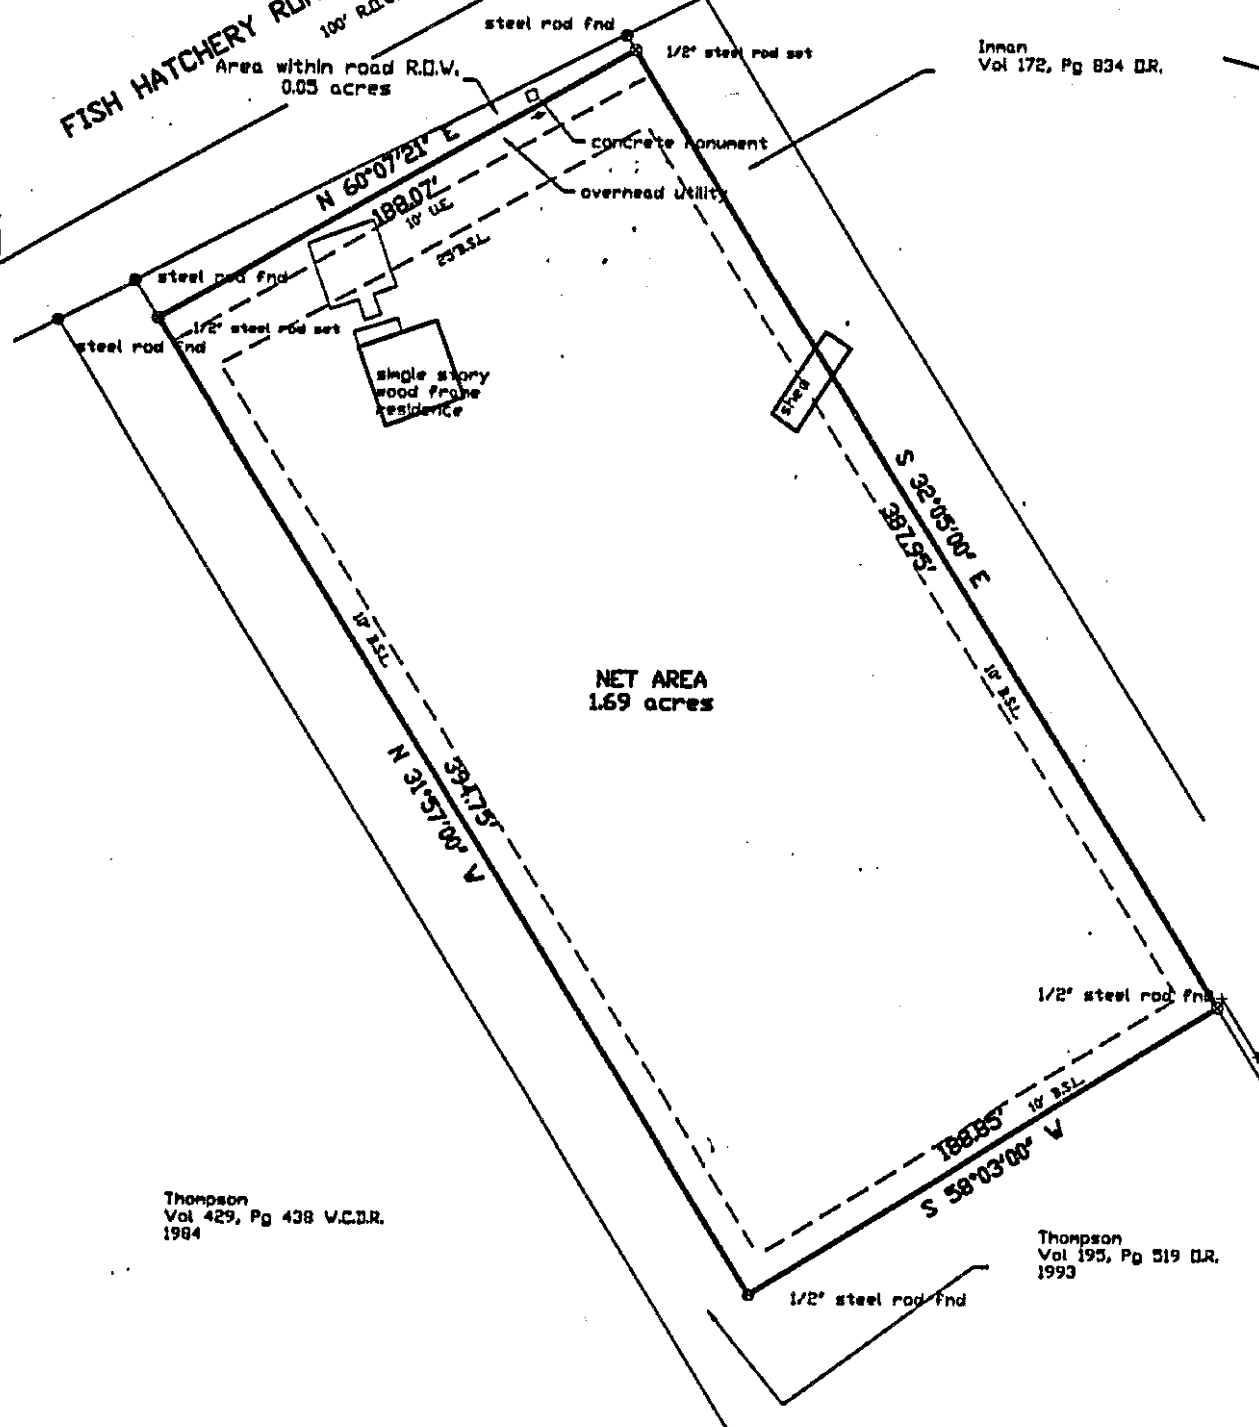 FISH HATCHERY
100' R.O.W.
steel rod fnd
1/2" steel rod set
Inman
Vol 172, Pg 834 D.R.
Area within road R.O.W.
0.05 acres
concrete monument
overhead utility
N 60°07'21" E
188.07'
10' U.E.
25' B.S.L.
steel rod fnd
1/2" steel rod set
steel rod fnd
single story
wood frame
residence
shed
S 32°05'00" E
387.95'
10' B.S.L.
10' B.S.L.
NET AREA
1.69 acres
N 31°57'00" W
394.75'
1/2" steel rod fnd
10' B.S.L.
188.85'
S 58°03'00" W
Thompson
Vol 429, Pg 438 W.C.D.R.
1984
Thompson
Vol 195, Pg 519 D.R.
1993
1/2" steel rod fnd